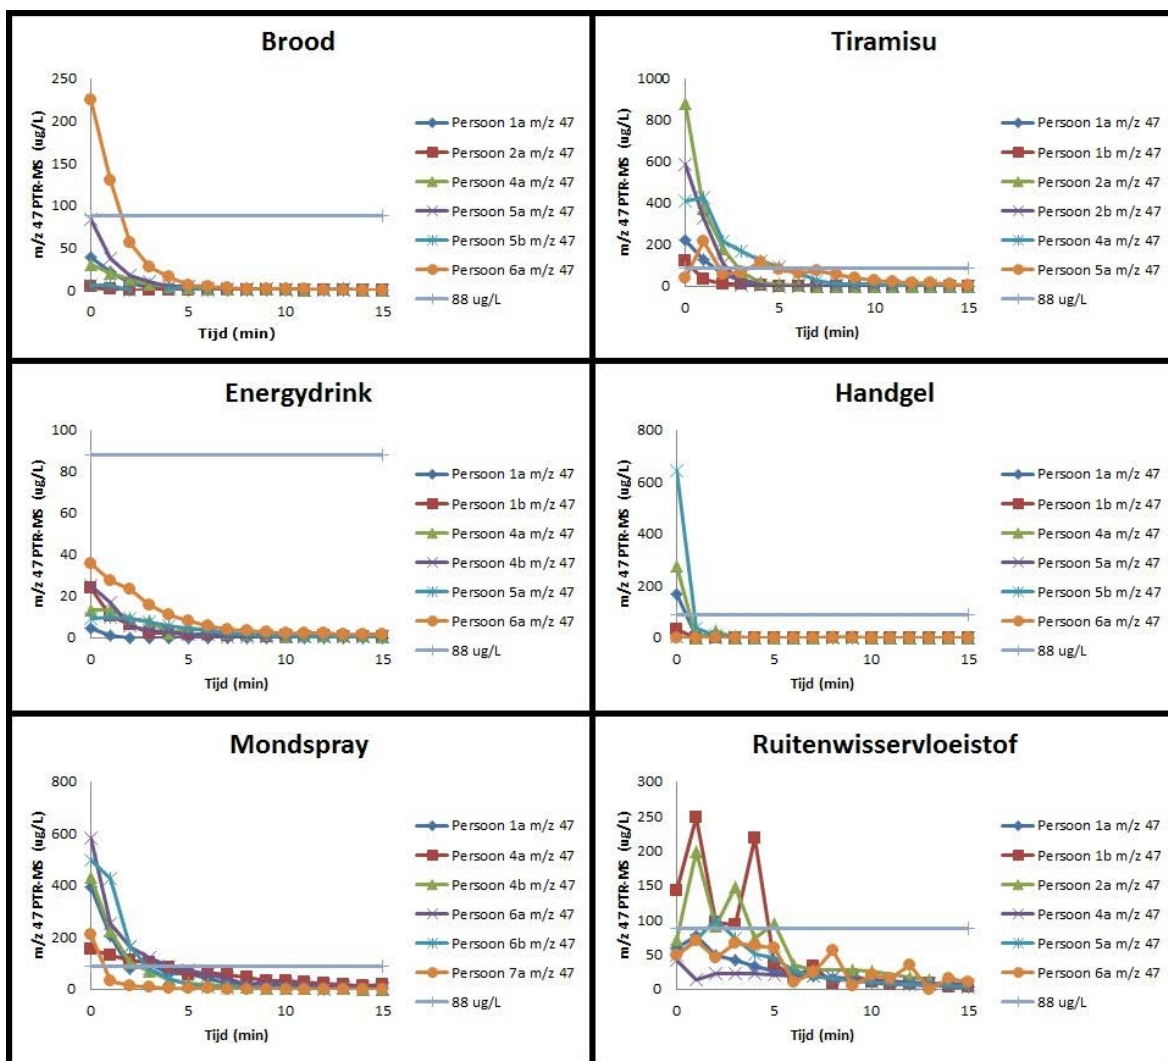 Brood
m/z 47 PTR-MS (ug/L)
250
200
150
100
50
0
0 5 10 15
Tijd (min)
Persoon 1a m/z 47
Persoon 2a m/z 47
Persoon 4a m/z 47
Persoon 5a m/z 47
Persoon 5b m/z 47
Persoon 6a m/z 47
88 ug/L
Tiramisu
m/z 47 PTR-MS (ug/L)
1000
800
600
400
200
0
0 5 10 15
Tijd (min)
Persoon 1a m/z 47
Persoon 1b m/z 47
Persoon 2a m/z 47
Persoon 2b m/z 47
Persoon 4a m/z 47
Persoon 5a m/z 47
88 ug/L
Energydrink
m/z 47 PTR-MS (ug/L)
100
80
60
40
20
0
0 5 10 15
Tijd (min)
Persoon 1a m/z 47
Persoon 1b m/z 47
Persoon 4a m/z 47
Persoon 4b m/z 47
Persoon 5a m/z 47
Persoon 6a m/z 47
88 ug/L
Handgel
m/z 47 PTR-MS (ug/L)
800
600
400
200
0
0 5 10 15
Tijd (min)
Persoon 1a m/z 47
Persoon 1b m/z 47
Persoon 4a m/z 47
Persoon 5a m/z 47
Persoon 5b m/z 47
Persoon 6a m/z 47
88 ug/L
Mondspray
m/z 47 PTR-MS (ug/L)
800
600
400
200
0
0 5 10 15
Tijd (min)
Persoon 1a m/z 47
Persoon 4a m/z 47
Persoon 4b m/z 47
Persoon 6a m/z 47
Persoon 6b m/z 47
Persoon 7a m/z 47
88 ug/L
Ruitenwisservloeistof
m/z 47 PTR-MS (ug/L)
300
250
200
150
100
50
0
0 5 10 15
Tijd (min)
Persoon 1a m/z 47
Persoon 1b m/z 47
Persoon 2a m/z 47
Persoon 4a m/z 47
Persoon 5a m/z 47
Persoon 6a m/z 47
88 ug/L